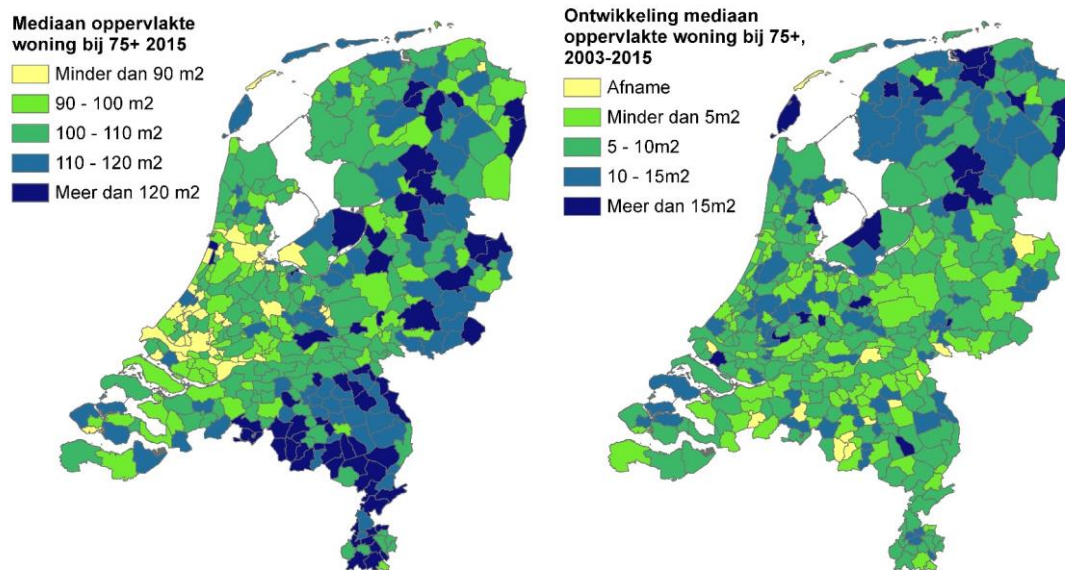 Mediaan oppervlakte
woning bij 75+ 2015
Minder dan 90 m2
90 - 100 m2
100 - 110 m2
110 - 120 m2
Meer dan 120 m2
Ontwikkeling mediaan
oppervlakte woning bij 75+,
2003-2015
Afname
Minder dan 5m2
5 - 10m2
10 - 15m2
Meer dan 15m2